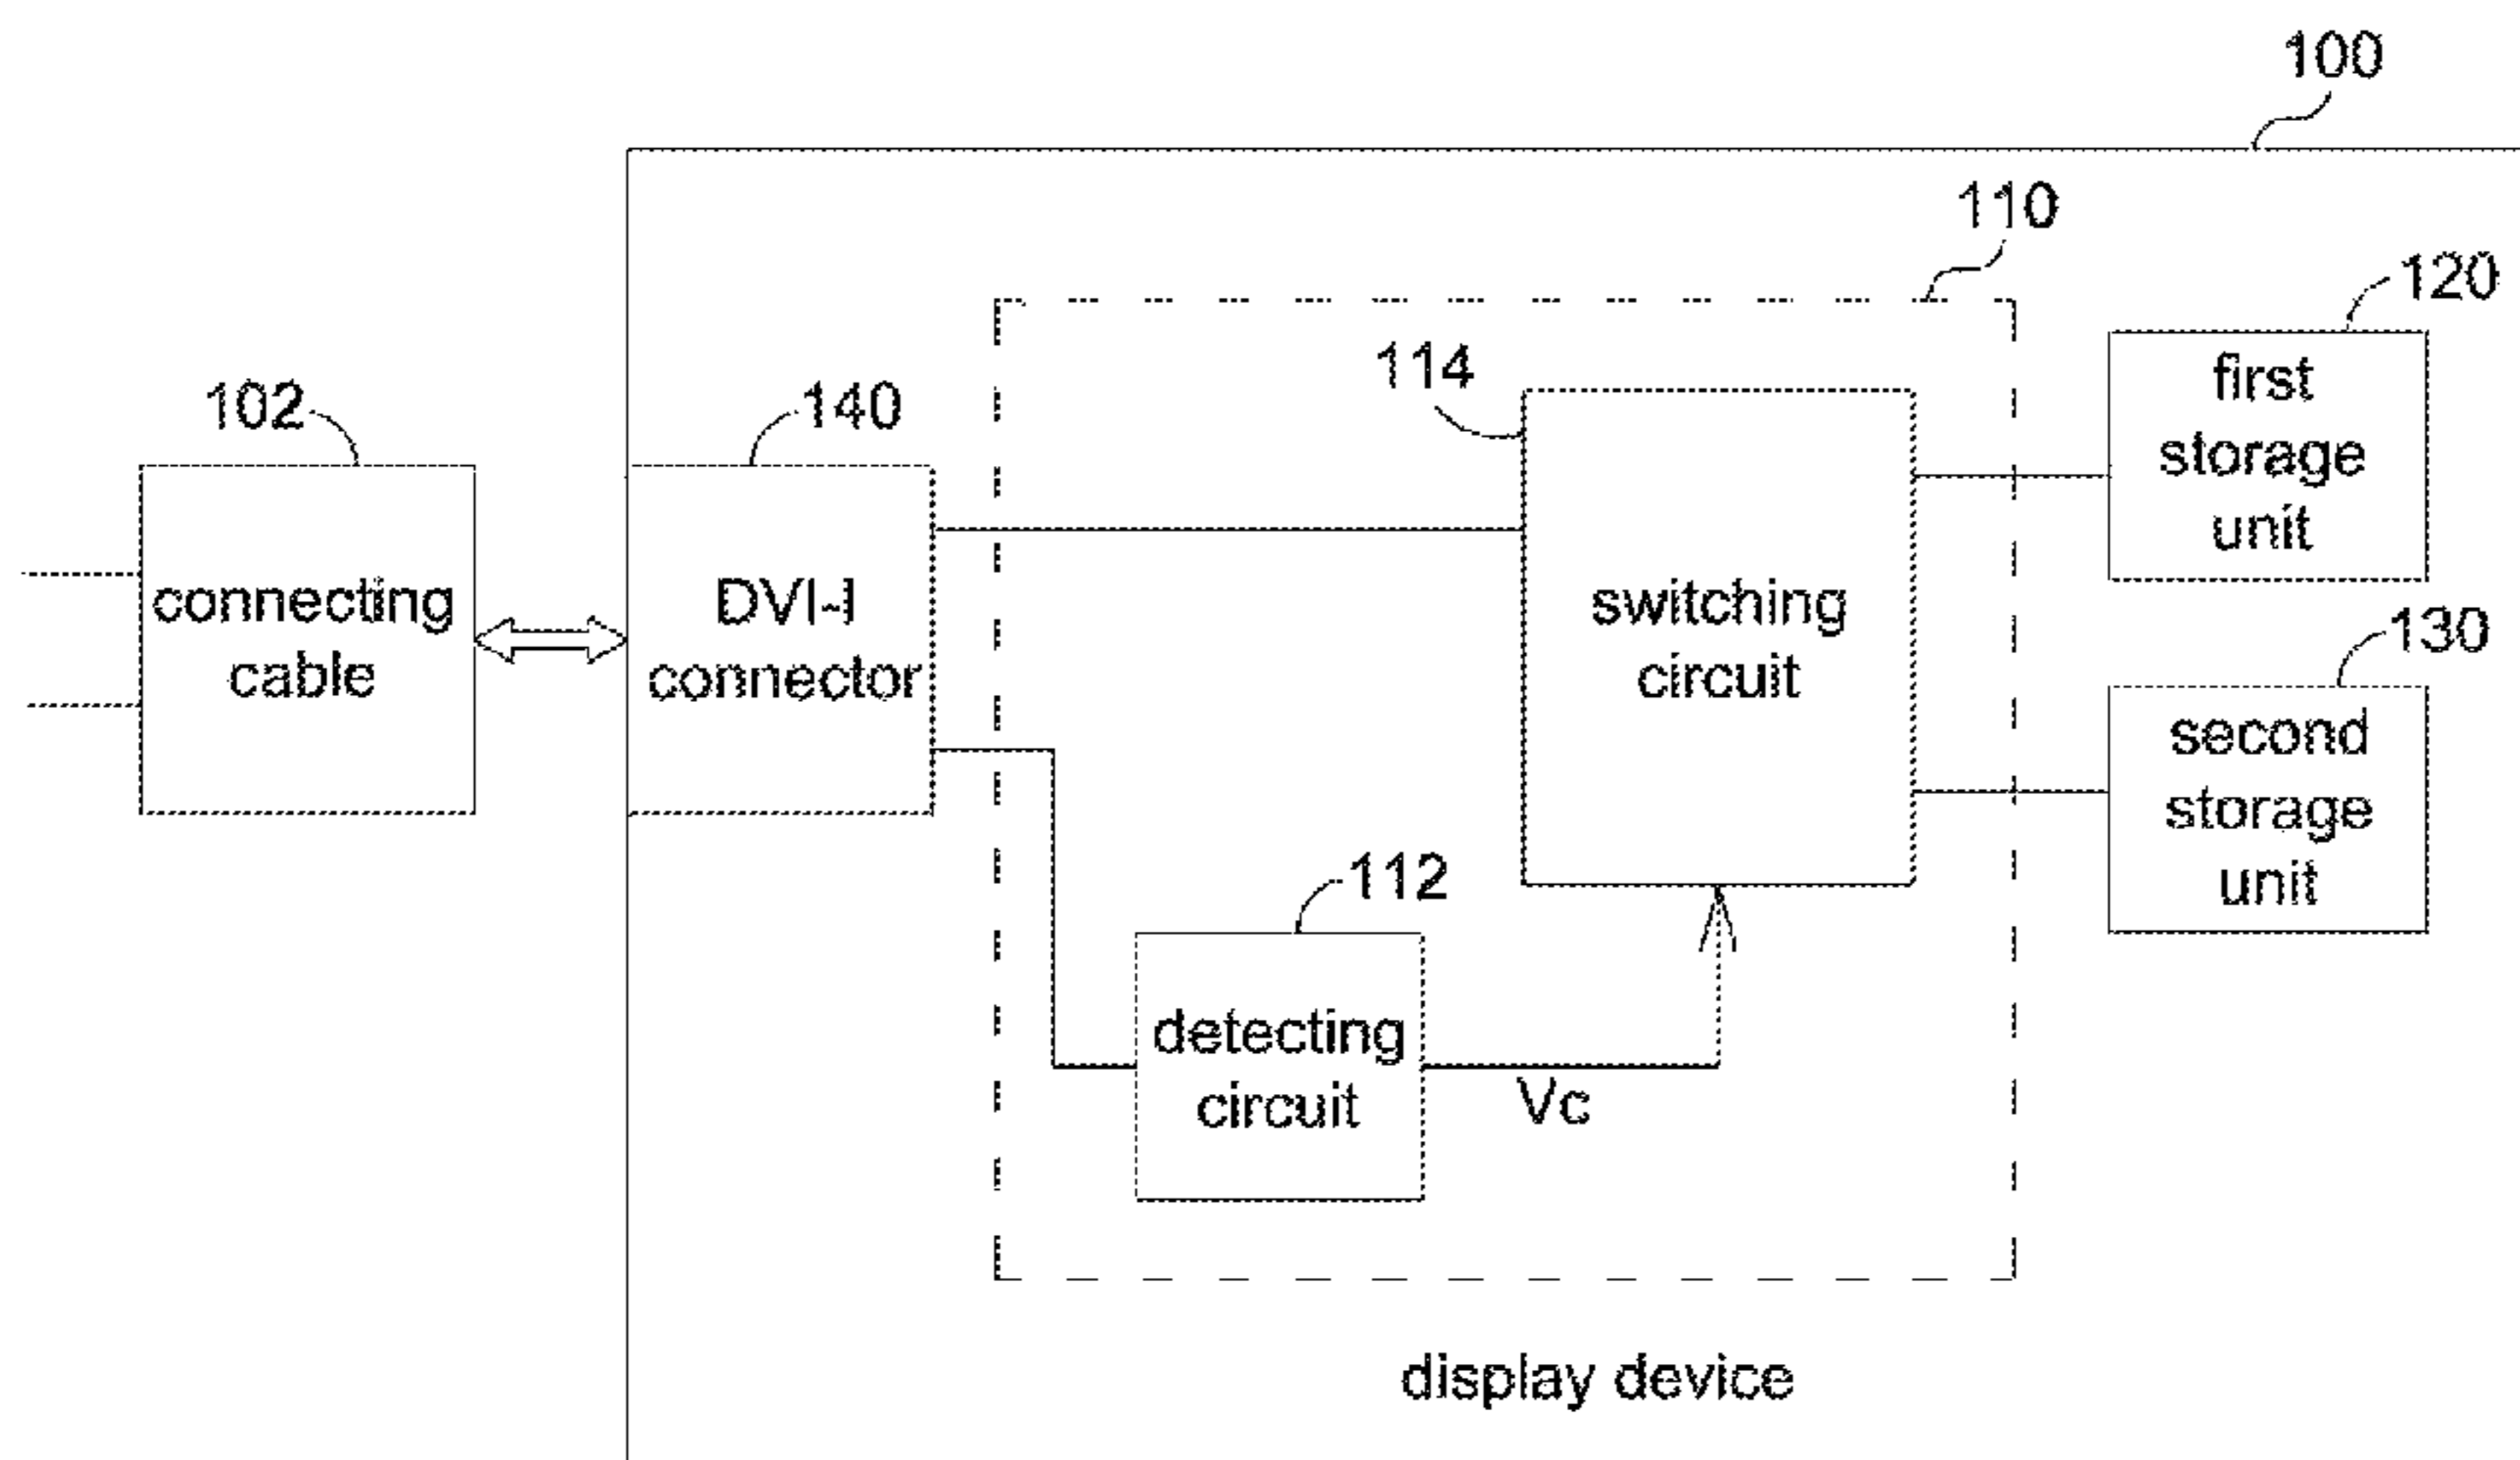 100
110
120
114
first
storage
unit
102
140
connecting
cable
DVI-I
connector
switching
circuit
130
second
storage
unit
112
detecting
circuit
Vc
display device